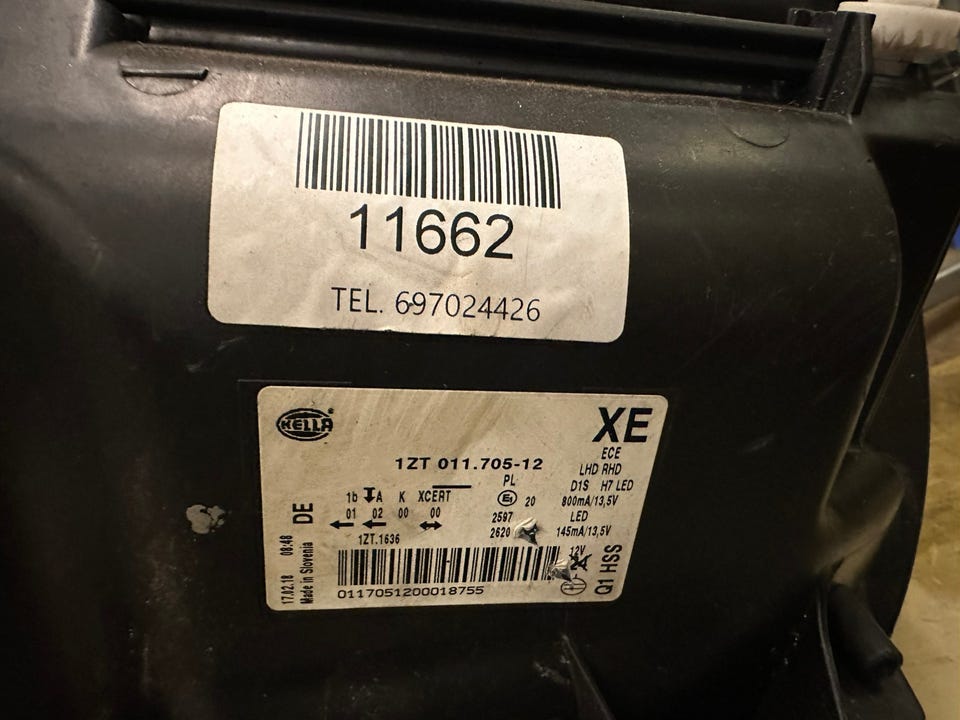 11662
TEL. 697024426
HELLA
XE
ECE
1ZT 011.705-12
LHD RHD
PL
D1S H7 LED
1b A K XCERT
E1 20
800mA/13,5V
01 02 00 00
2597
LED
2620
145mA/13,5V
1ZT.1636
12V
0117051200018755
DE
17.02.18 08:48
Made in Slovenia
Q1 HSS